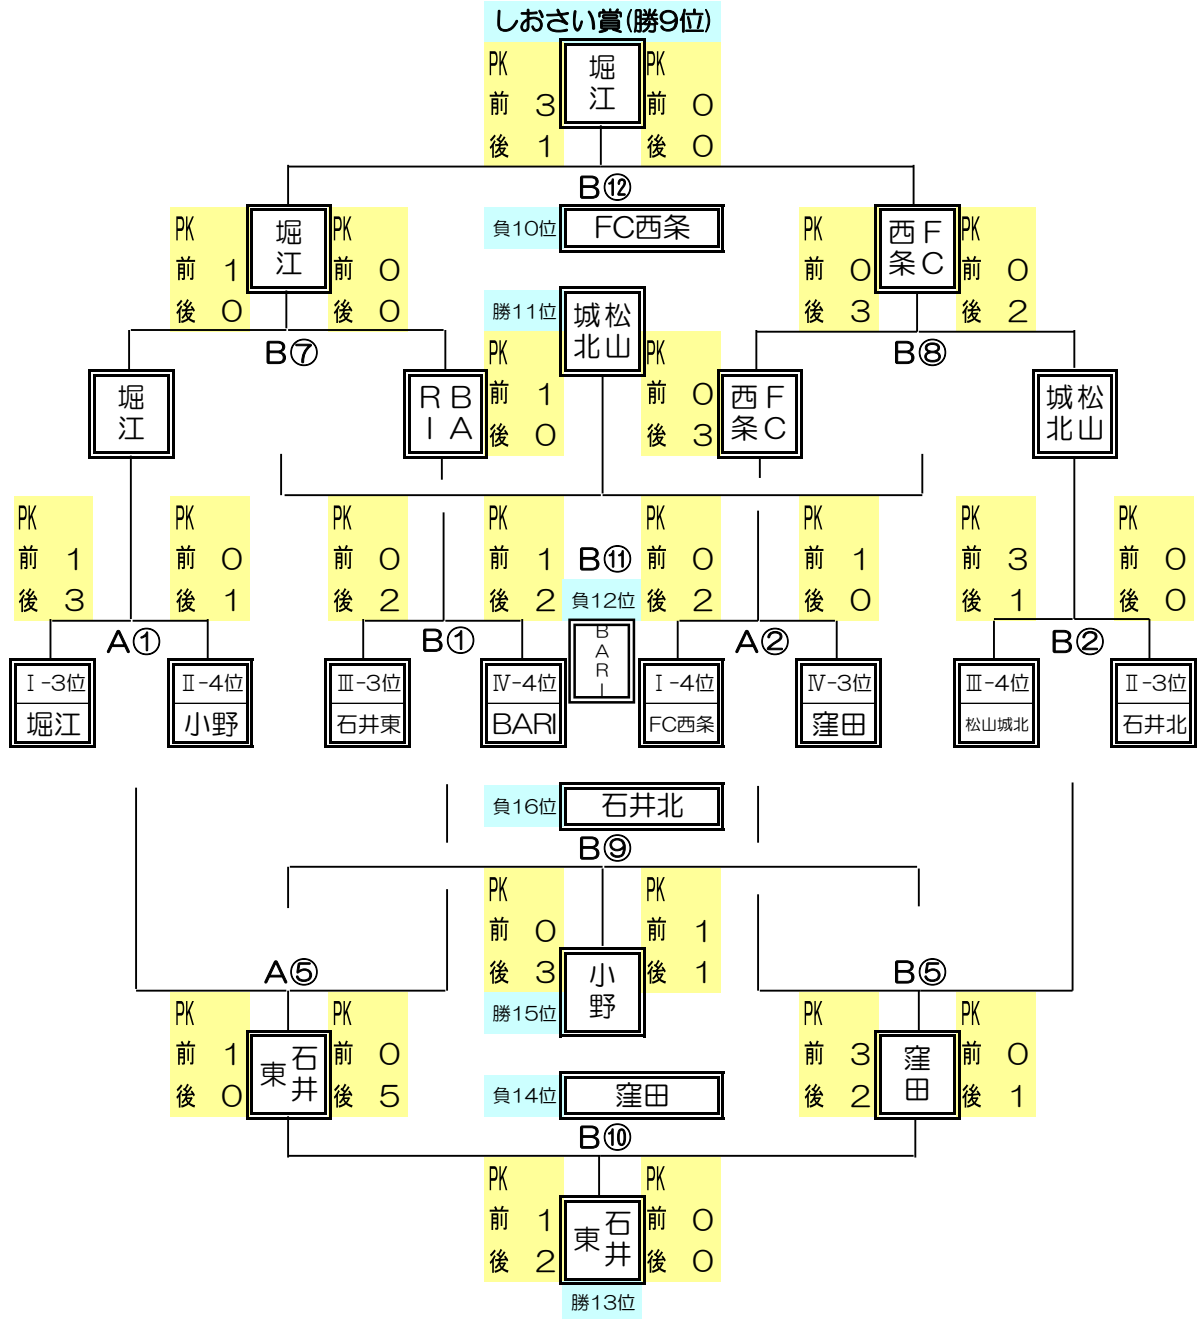 しおさい賞(勝9位)
PK 堀江 PK
前 3 前 0
後 1 後 0
B⑫
PK 堀江 PK
負10位 FC西条
PK FC西条 PK
前 1 前 0
前 0 前 0
後 0 後 0
勝11位 松山城北
後 3 後 2
B⑦
PK PK
B⑧
堀江
BARI
前 1 前 0
FC西条
松山城北
後 0 後 3
PK PK PK PK PK PK PK PK
前 1 前 0 前 0 前 1 B⑪ 前 0 前 1 前 3 前 0
後 3 後 1 後 2 後 2 負12位 後 2 後 0 後 1 後 0
A① B① BARI A② B②
Ⅰ-3位 Ⅱ-4位 Ⅲ-3位 Ⅳ-4位 Ⅰ-4位 Ⅳ-3位 Ⅲ-4位 Ⅱ-3位
堀江 小野 石井東 BARI FC西条 窪田 松山城北 石井北
負16位 石井北
B⑨
PK PK
前 0 前 1
後 3 小野 後 1
A⑤ B⑤
勝15位
PK PK PK PK
前 1 石井東 前 0 前 3 窪田 前 0
後 0 後 5 負14位 窪田 後 2 後 1
B⑩
PK PK
前 1 石井東 前 0
後 2 後 0
勝13位